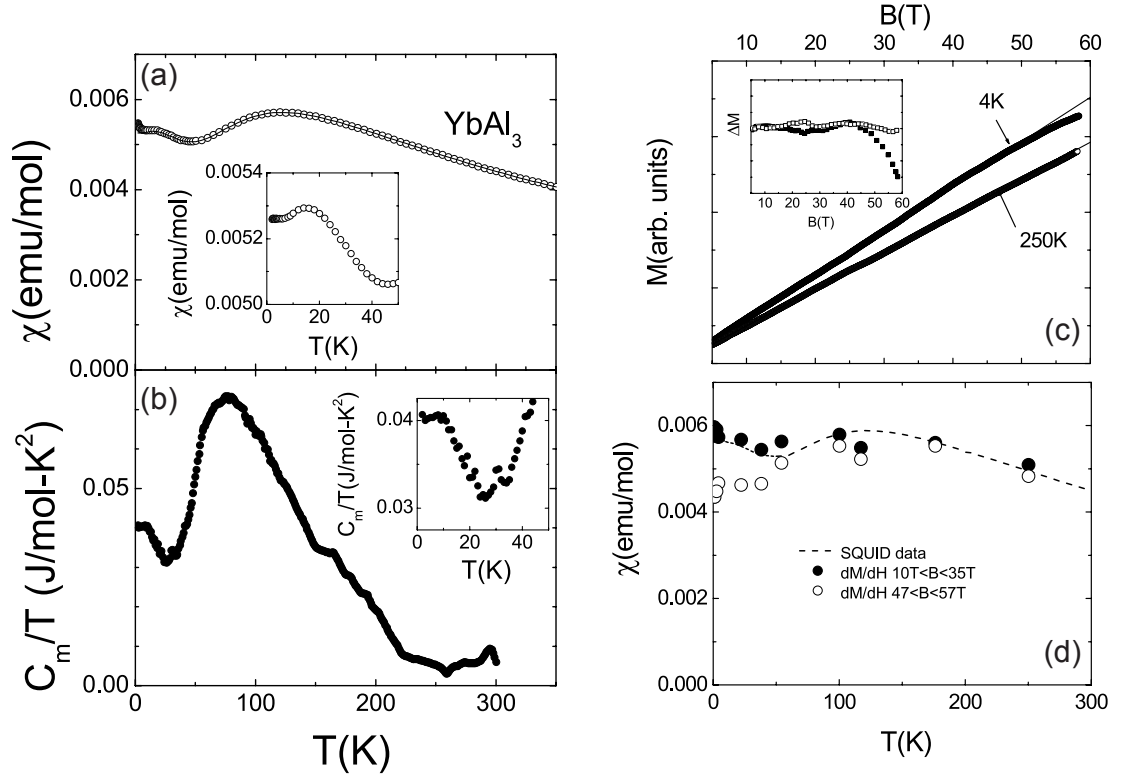 (a)
YbAl3
χ(emu/mol)
0.006
0.004
0.002
0.000
χ(emu/mol)
0.0054
0.0052
0.0050
0 20 40
T(K)
(b)
Cm/T (J/mol-K2)
0.05
0.00
Cm/T(J/mol-K2)
0.04
0.03
0 20 40
T(K)
0 100 200 300
T(K)
B(T)
10 20 30 40 50 60
M(arb. units)
ΔM
10 20 30 40 50 60
B(T)
4K
250K
(c)
(d)
χ(emu/mol)
0.006
0.004
0.002
0.000
SQUID data
dM/dH 10T<B<35T
dM/dH 47<B<57T
0 50 100 150 200 250 300
T(K)